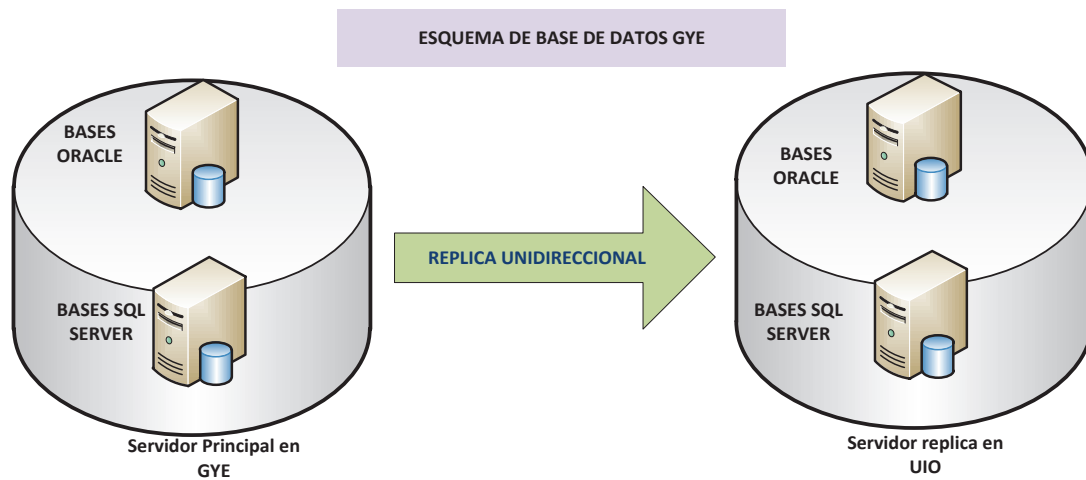 ESQUEMA DE BASE DE DATOS GYE
BASES
ORACLE
BASES SQL
SERVER
Servidor Principal en
GYE
REPLICA UNIDIRECCIONAL
BASES
ORACLE
BASES SQL
SERVER
Servidor replica en
UIO